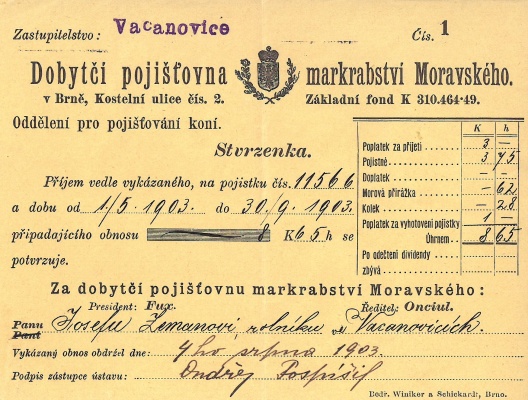 Zastupitelstvo: Vacanovice Čís. 1
Dobytčí pojišťovna markrabství Moravského.
v Brně, Kostelní ulice čís. 2. Základní fond K 310.464·49.
Oddělení pro pojišťování koní.
Stvrzenka.
K h
Poplatek za přijetí 3 —
Pojistné 3 75
Doplatek — —
Morová přirážka — 62
Kolek — 28
Poplatek za vyhotovení pojistky 1 —
Úhrnem 8 65
Po odečtení dividendy
zbývá
Příjem vedle vykázaného, na pojistku čís. 11566
a dobu od 1/5 1903. do 30/9 1903.
připadajícího obnosu 8 K 65 h se
potvrzuje.
Za dobytčí pojišťovnu markrabství Moravského:
President: Fux. Ředitel: Onciul.
Panu Josefu Zemanovi, rolníku ve Vacanovicích.
Paní
Vykázaný obnos obdržel dne: 4ho srpna 1903.
Podpis zástupce ústavu: Ondřej Pospíšil
Dedř. Winiker a Schickardt, Brno.